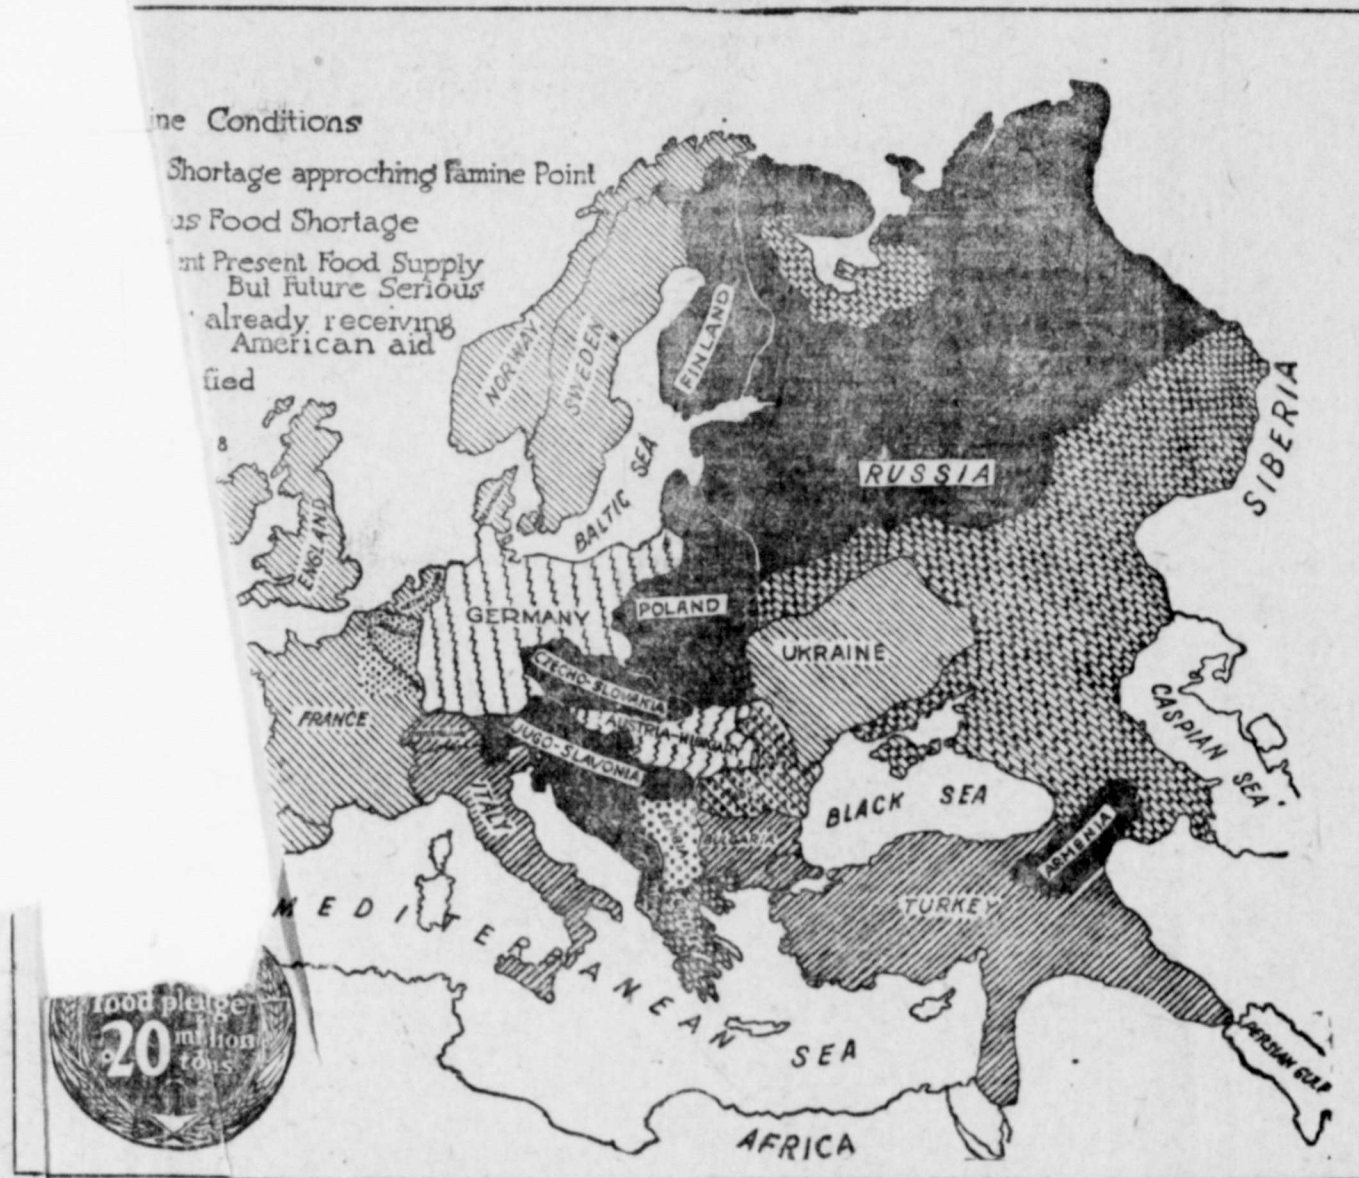 ine Conditions
Shortage approching Famine Point
us Food Shortage
ent Present Food Supply
But Future Serious
already receiving
American aid
fied
8
NORWAY
SWEDEN
FINLAND
BALTIC SEA
RUSSIA
SIBERIA
ENGLAND
GERMANY
POLAND
UKRAINE
CZECHO-SLOVANIA
FRANCE
AUSTRIA-HUNGARY
JUGO-SLAVONIA
CASPIAN SEA
ITALY
BLACK SEA
ARMENIA
TURKEY
MEDITERRANEAN SEA
PERSIAN GULF
AFRICA
food pledge
20 million
tons